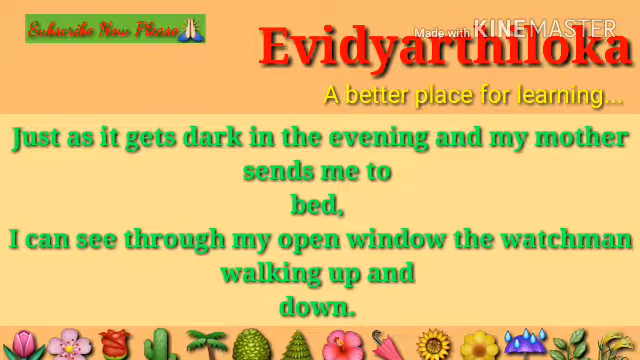 Subscribe Now Please
Made with KINEMASTER
Evidyarthiloka
A better place for learning...
Just as it gets dark in the evening and my mother
sends me to
bed,
I can see through my open window the watchman
walking up and
down.